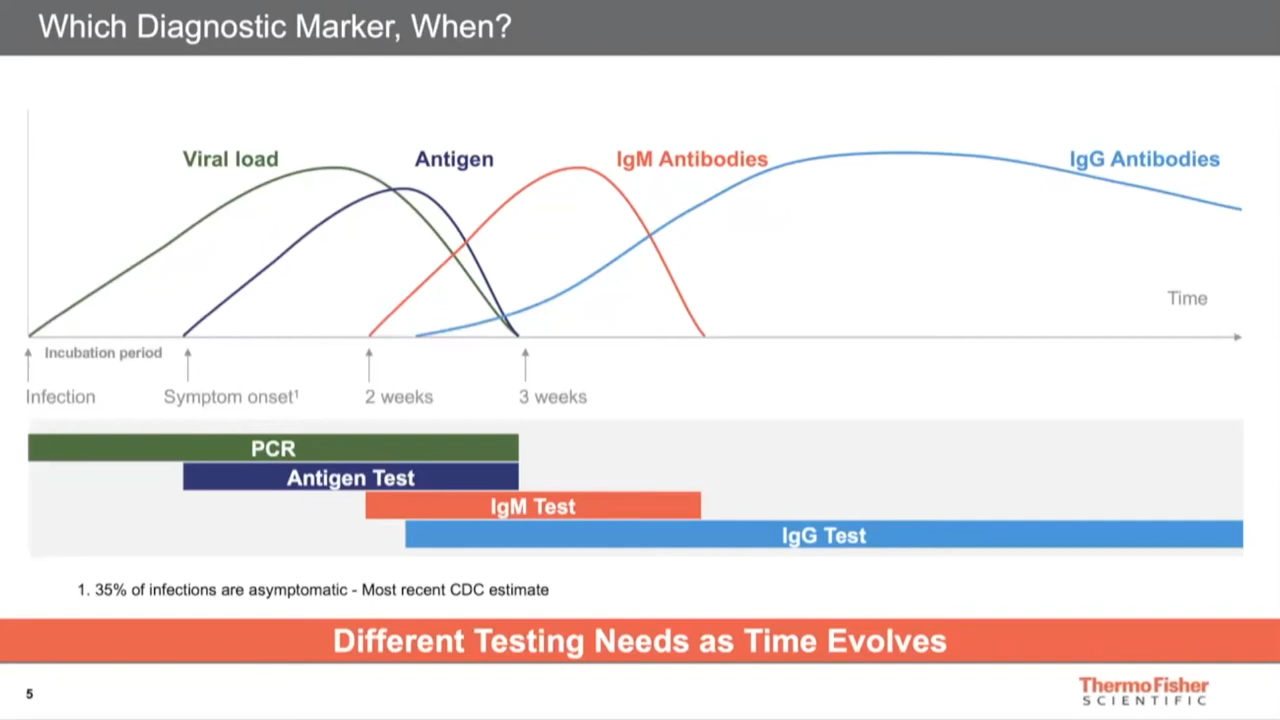 Which Diagnostic Marker, When?
Viral load
Antigen
IgM Antibodies
IgG Antibodies
Time
Incubation period
Infection
Symptom onset¹
2 weeks
3 weeks
PCR
Antigen Test
IgM Test
IgG Test
1. 35% of infections are asymptomatic - Most recent CDC estimate
Different Testing Needs as Time Evolves
5
ThermoFisher
SCIENTIFIC